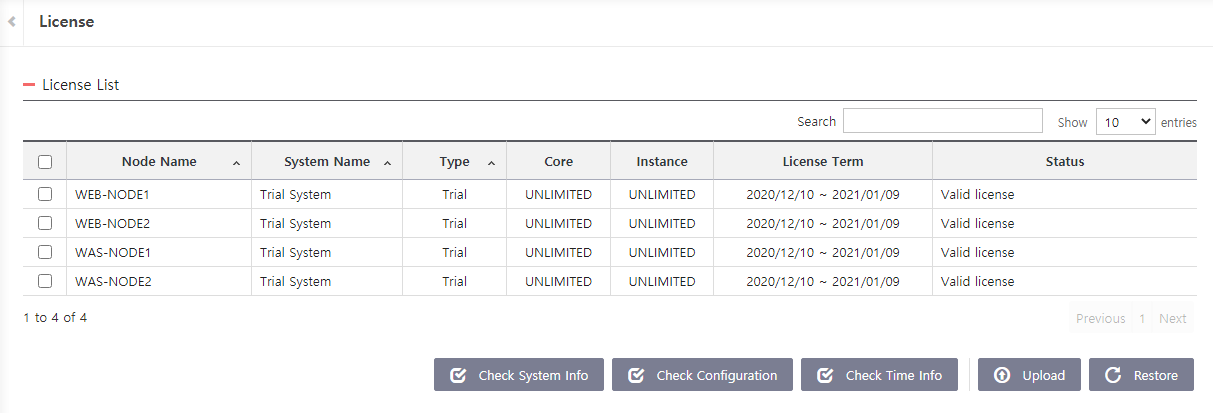 License
License List
Search Show 10 entries
Node Name System Name Type Core Instance License Term Status
WEB-NODE1 Trial System Trial UNLIMITED UNLIMITED 2020/12/10 ~ 2021/01/09 Valid license
WEB-NODE2 Trial System Trial UNLIMITED UNLIMITED 2020/12/10 ~ 2021/01/09 Valid license
WAS-NODE1 Trial System Trial UNLIMITED UNLIMITED 2020/12/10 ~ 2021/01/09 Valid license
WAS-NODE2 Trial System Trial UNLIMITED UNLIMITED 2020/12/10 ~ 2021/01/09 Valid license
1 to 4 of 4 Previous 1 Next
Check System Info Check Configuration Check Time Info Upload Restore